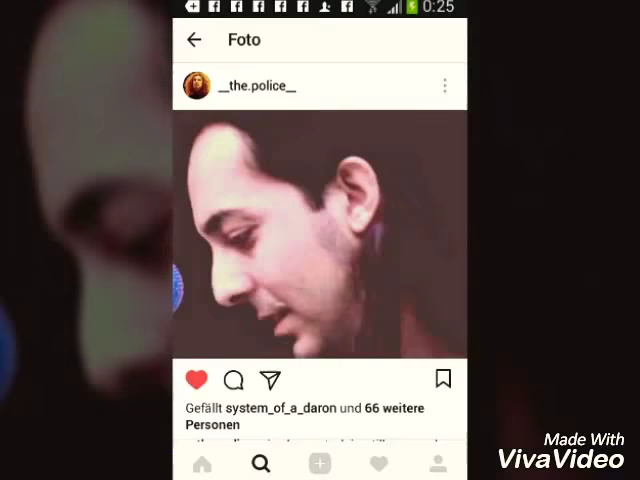 0:25
Foto
__the.police__
Gefällt system_of_a_daron und 66 weitere
Personen
Made With
VivaVideo